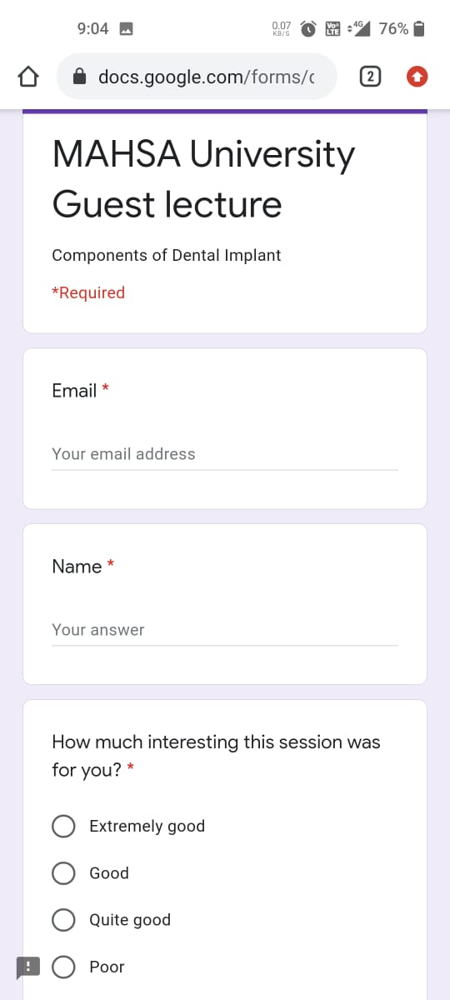 9:04
0.07
KB/S
Vo
LTE
4G
76%
docs.google.com/forms/
2
MAHSA University
Guest lecture
Components of Dental Implant
*Required
Email *
Your email address
Name *
Your answer
How much interesting this session was
for you? *
Extremely good
Good
Quite good
Poor